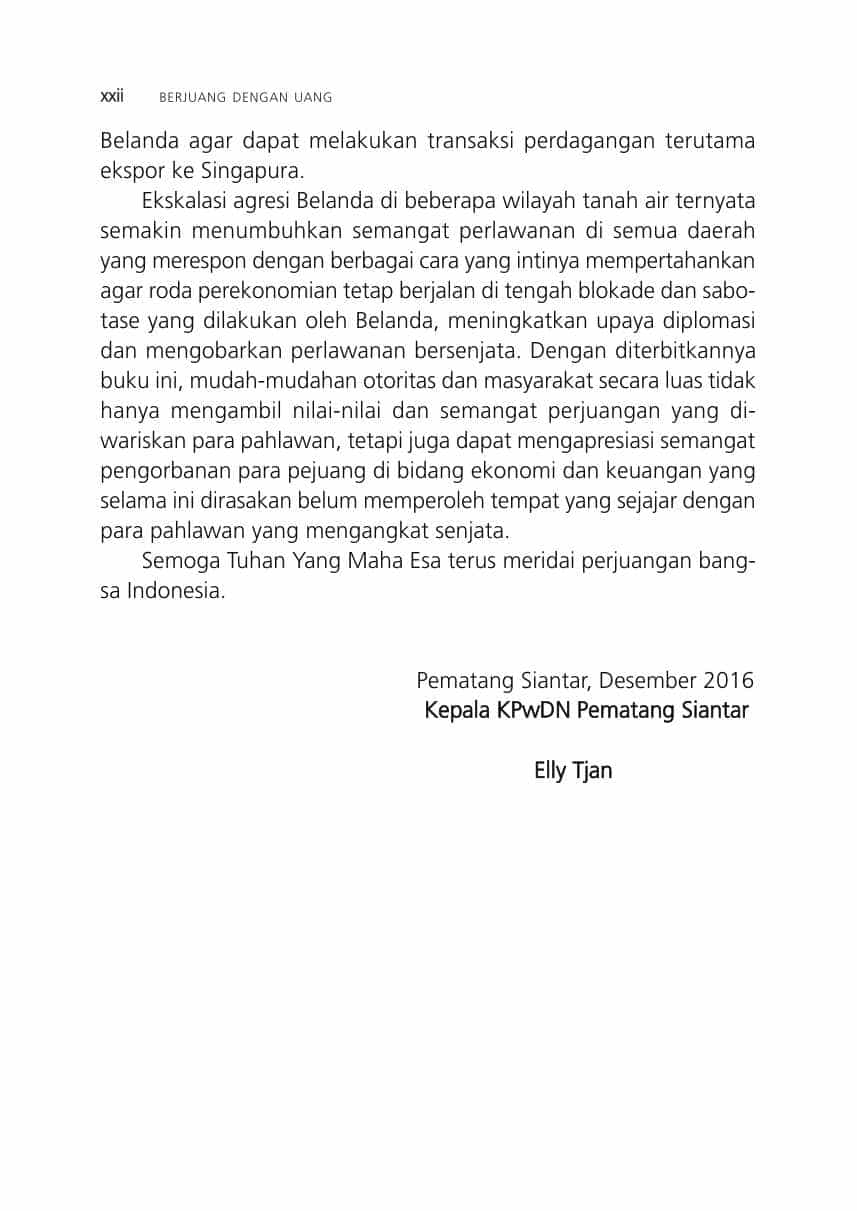 xxii BERJUANG DENGAN UANG
Belanda agar dapat melakukan transaksi perdagangan terutama
ekspor ke Singapura.
Ekskalasi agresi Belanda di beberapa wilayah tanah air ternyata
semakin menumbuhkan semangat perlawanan di semua daerah
yang merespon dengan berbagai cara yang intinya mempertahankan
agar roda perekonomian tetap berjalan di tengah blokade dan sabo-
tase yang dilakukan oleh Belanda, meningkatkan upaya diplomasi
dan mengobarkan perlawanan bersenjata. Dengan diterbitkannya
buku ini, mudah-mudahan otoritas dan masyarakat secara luas tidak
hanya mengambil nilai-nilai dan semangat perjuangan yang di-
wariskan para pahlawan, tetapi juga dapat mengapresiasi semangat
pengorbanan para pejuang di bidang ekonomi dan keuangan yang
selama ini dirasakan belum memperoleh tempat yang sejajar dengan
para pahlawan yang mengangkat senjata.
Semoga Tuhan Yang Maha Esa terus meridai perjuangan bang-
sa Indonesia.
Pematang Siantar, Desember 2016
Kepala KPwDN Pematang Siantar
Elly Tjan